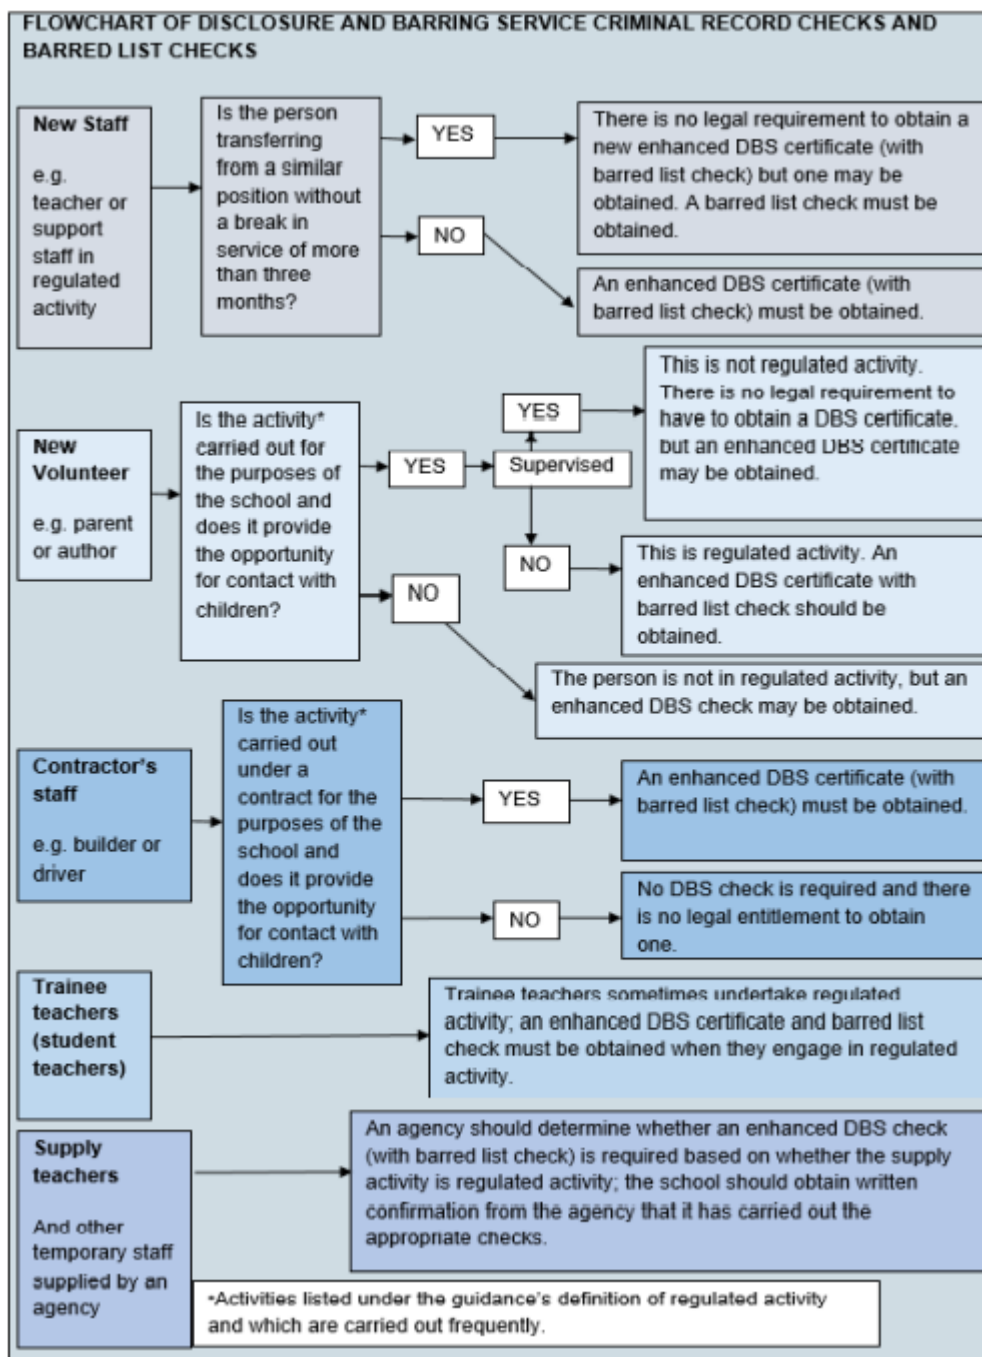 FLOWCHART OF DISCLOSURE AND BARRING SERVICE CRIMINAL RECORD CHECKS AND
BARRED LIST CHECKS
New Staff
e.g.
teacher or
support
staff in
regulated
activity
Is the person
transferring
from a similar
position without
a break in
service of more
than three
months?
YES
There is no legal requirement to obtain a
new enhanced DBS certificate (with
barred list check) but one may be
obtained. A barred list check must be
obtained.
NO
An enhanced DBS certificate (with
barred list check) must be obtained.
New
Volunteer
e.g. parent
or author
Is the activity*
carried out for
the purposes of
the school and
does it provide
the opportunity
for contact with
children?
YES
Supervised
YES
This is not regulated activity.
There is no legal requirement to
have to obtain a DBS certificate,
but an enhanced DBS certificate
may be obtained.
NO
This is regulated activity. An
enhanced DBS certificate with
barred list check should be
obtained.
NO
The person is not in regulated activity, but an
enhanced DBS check may be obtained.
Contractor's
staff
e.g. builder or
driver
Is the activity*
carried out
under a
contract for the
purposes of the
school and
does it provide
the opportunity
for contact with
children?
YES
An enhanced DBS certificate (with
barred list check) must be obtained.
NO
No DBS check is required and there
is no legal entitlement to obtain
one.
Trainee
teachers
(student
teachers)
Trainee teachers sometimes undertake regulated
activity; an enhanced DBS certificate and barred list
check must be obtained when they engage in regulated
activity.
Supply
teachers
And other
temporary staff
supplied by an
agency
An agency should determine whether an enhanced DBS check
(with barred list check) is required based on whether the supply
activity is regulated activity; the school should obtain written
confirmation from the agency that it has carried out the
appropriate checks.
*Activities listed under the guidance's definition of regulated activity
and which are carried out frequently.